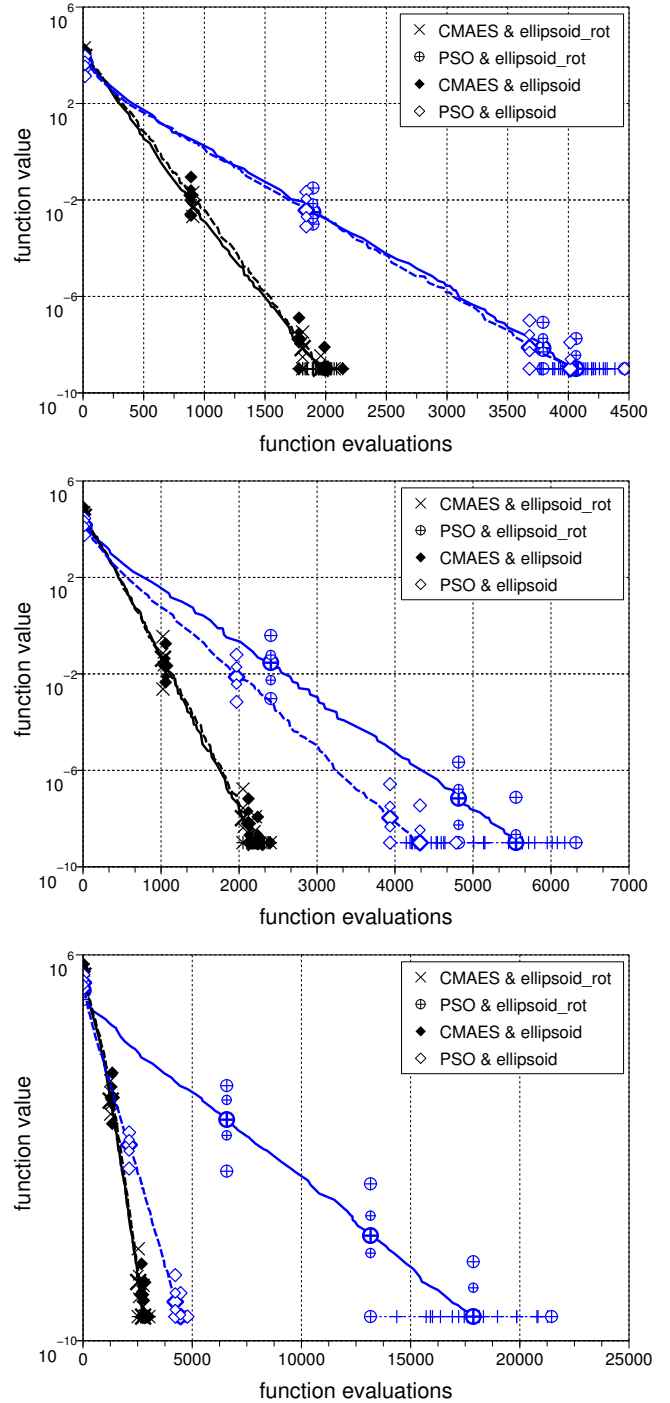 10^6
10^2
10^−2
10^−6
10^−10
function value
CMAES & ellipsoid_rot
PSO & ellipsoid_rot
CMAES & ellipsoid
PSO & ellipsoid
0 500 1000 1500 2000 2500 3000 3500 4000 4500
function evaluations
10^6
10^2
10^−2
10^−6
10^−10
function value
CMAES & ellipsoid_rot
PSO & ellipsoid_rot
CMAES & ellipsoid
PSO & ellipsoid
0 1000 2000 3000 4000 5000 6000 7000
function evaluations
10^6
10^−10
function value
CMAES & ellipsoid_rot
PSO & ellipsoid_rot
CMAES & ellipsoid
PSO & ellipsoid
0 5000 10000 15000 20000 25000
function evaluations